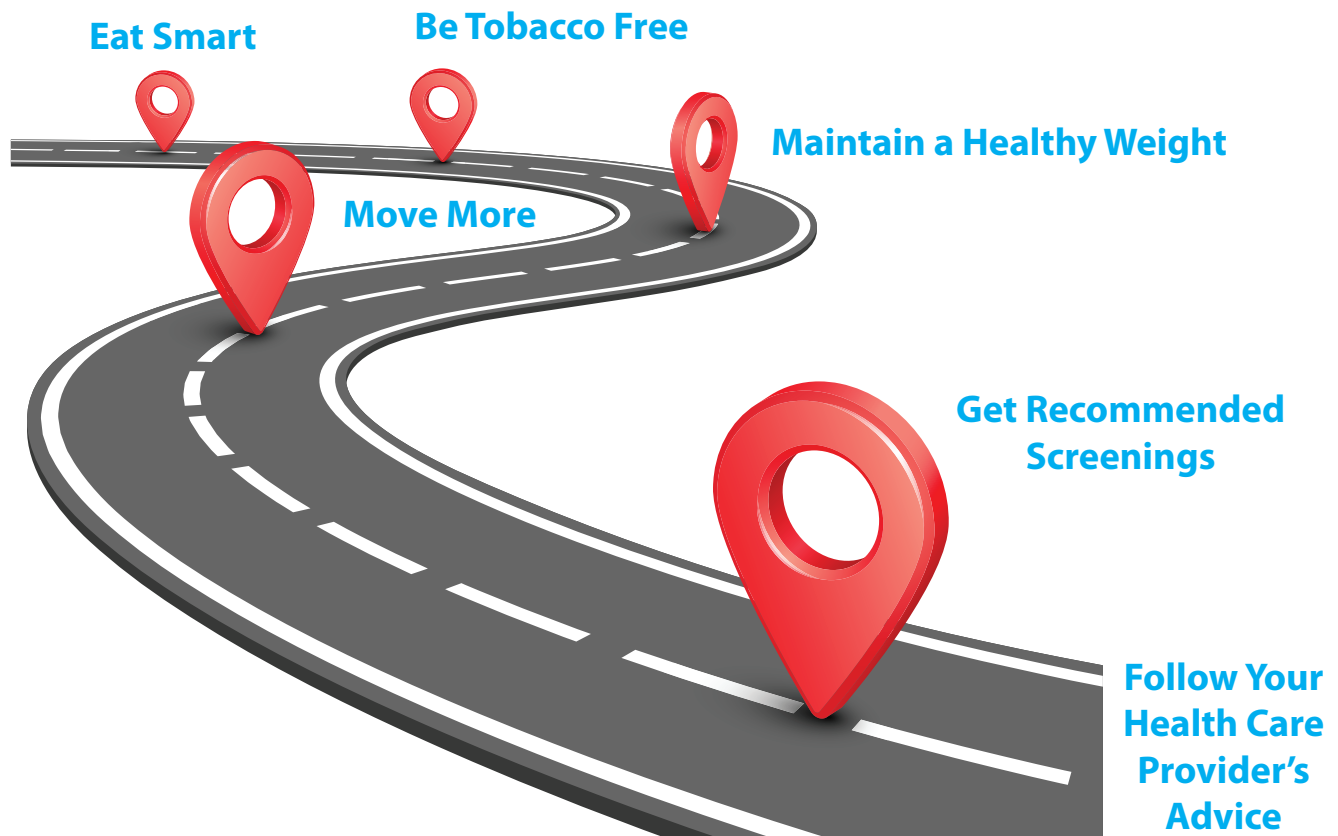 Eat Smart
Be Tobacco Free
Maintain a Healthy Weight
Move More
Get Recommended
Screenings
Follow Your
Health Care
Provider’s
Advice